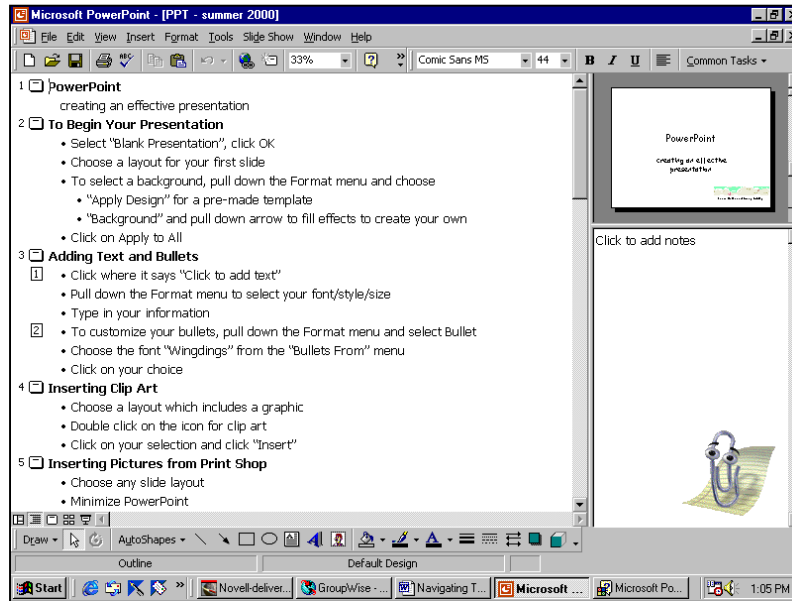 Microsoft PowerPoint - [PPT - summer 2000]
File Edit View Insert Format Tools Slide Show Window Help
33% Comic Sans MS 44 B I U Common Tasks
1 PowerPoint
creating an effective presentation
2 To Begin Your Presentation
• Select "Blank Presentation", click OK
• Choose a layout for your first slide
• To select a background, pull down the Format menu and choose
• "Apply Design" for a pre-made template
• "Background" and pull down arrow to fill effects to create your own
• Click on Apply to All
3 Adding Text and Bullets
1 • Click where it says "Click to add text"
• Pull down the Format menu to select your font/style/size
• Type in your information
2 • To customize your bullets, pull down the Format menu and select Bullet
• Choose the font "Wingdings" from the "Bullets From" menu
• Click on your choice
4 Inserting Clip Art
• Choose a layout which includes a graphic
• Double click on the icon for clip art
• Click on your selection and click "Insert"
5 Inserting Pictures from Print Shop
• Choose any slide layout
• Minimize PowerPoint
PowerPoint
creating an effective
presentation
Click to add notes
Draw AutoShapes
Outline Default Design
Start » Novell-deliver... GroupWise - ... Navigating T... Microsoft ... Microsoft Po... 1:05 PM